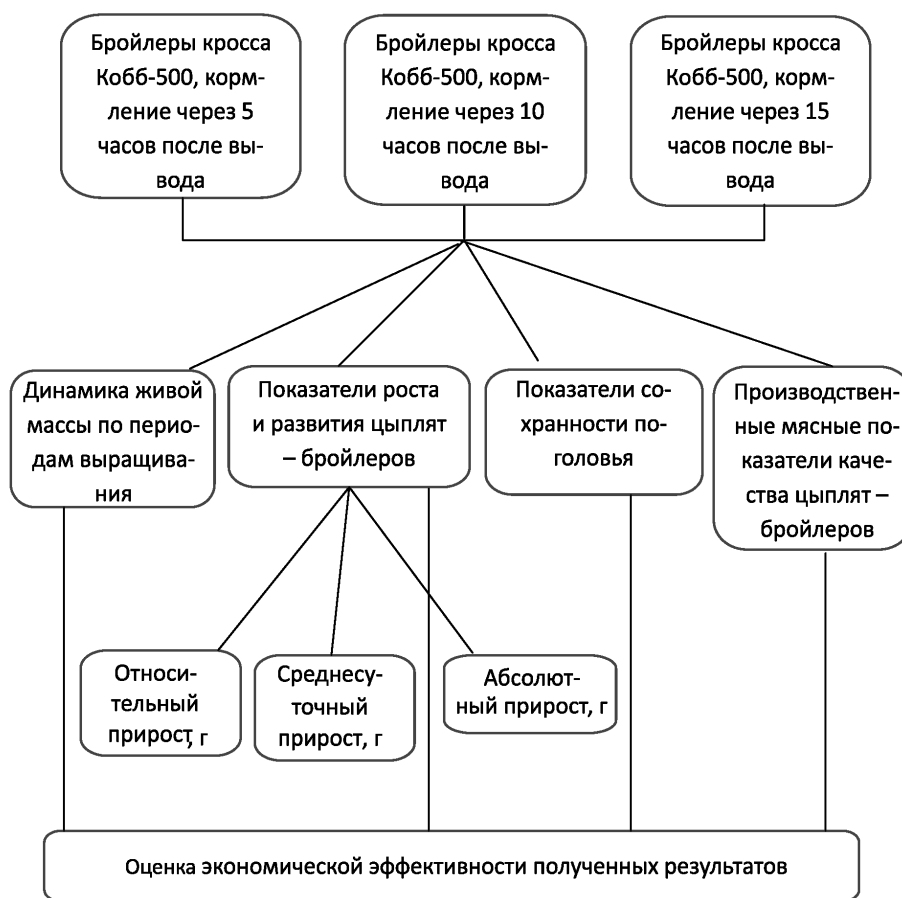 Бройлеры кросса
Кобб-500, корм-
ление через 5
часов после вы-
вода
Бройлеры кросса
Кобб-500, корм-
ление через 10
часов после вы-
вода
Бройлеры кросса
Кобб-500, корм-
ление через 15
часов после вы-
вода
Динамика живой
массы по перио-
дам выращива-
ния
Показатели роста
и развития цыплят
– бройлеров
Показатели со-
хранности по-
головья
Производствен-
ные мясные по-
казатели каче-
ства цыплят –
бройлеров
Относи-
тельный
прирост, г
Среднесу-
точный
прирост, г
Абсолют-
ный прирост, г
Оценка экономической эффективности полученных результатов